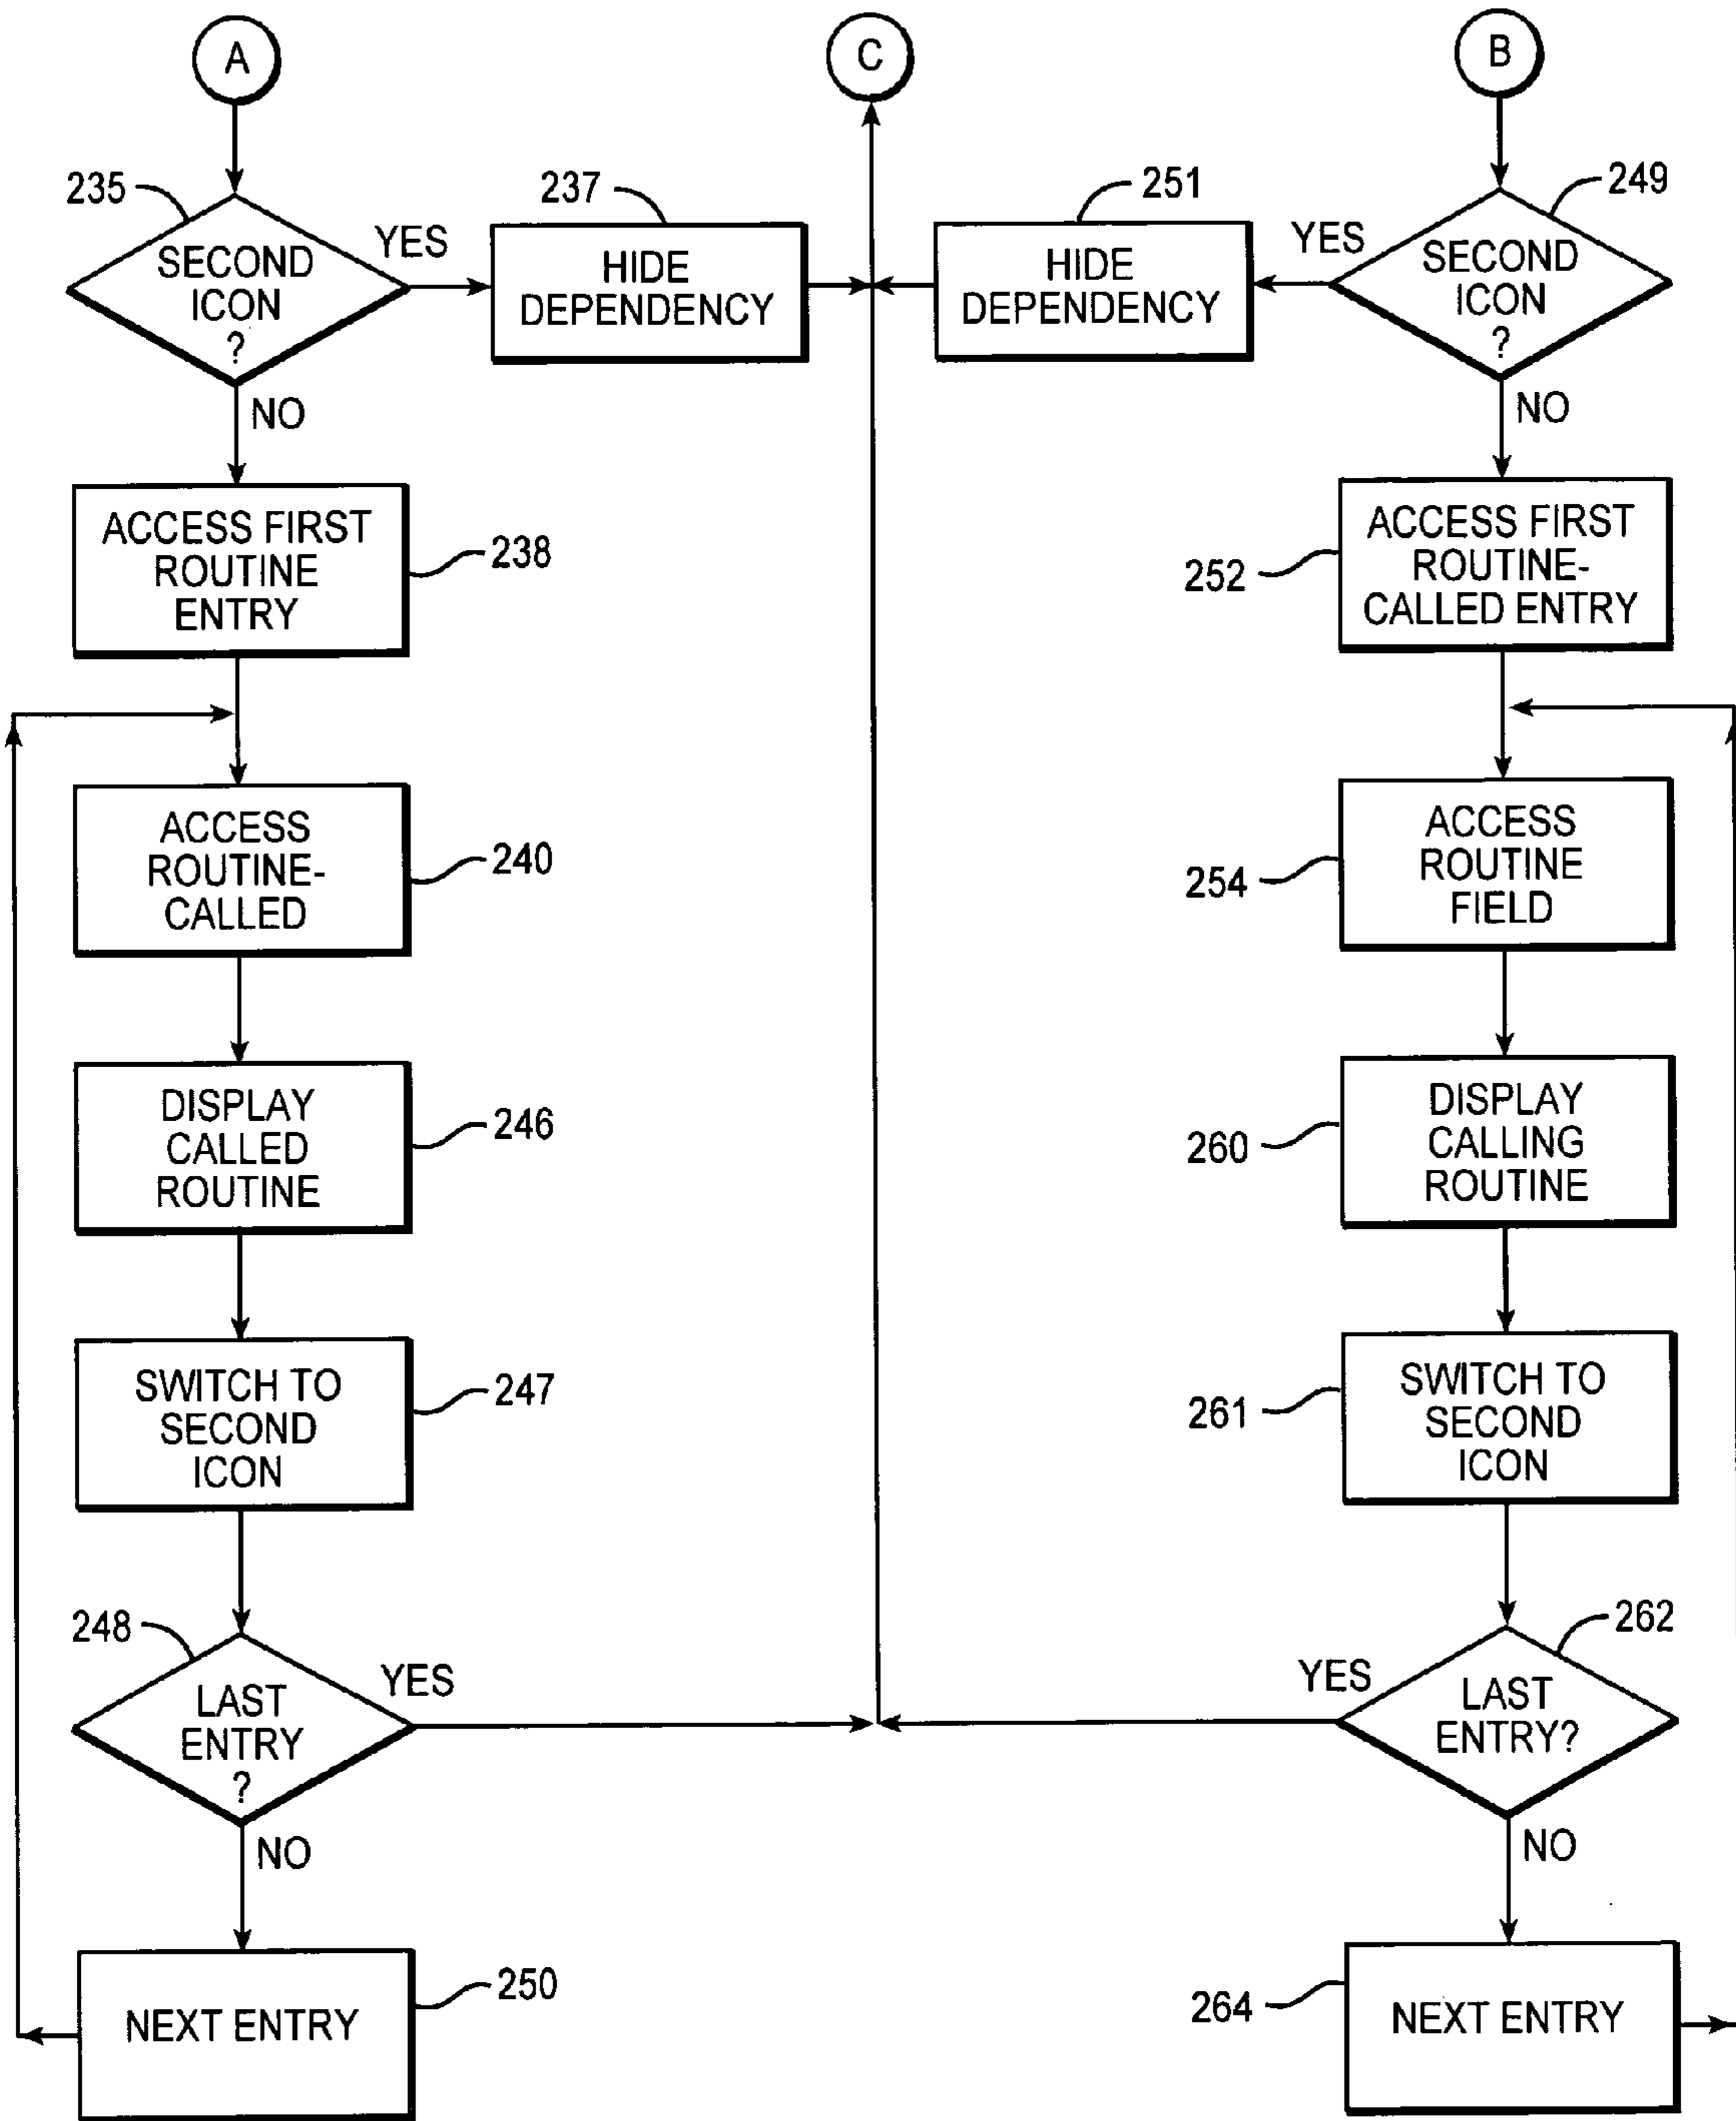 A
C
B
235
SECOND
ICON
?
YES
NO
237
HIDE
DEPENDENCY
251
HIDE
DEPENDENCY
249
SECOND
ICON
?
YES
NO
ACCESS FIRST
ROUTINE
ENTRY
238
ACCESS
ROUTINE-
CALLED
240
DISPLAY
CALLED
ROUTINE
246
SWITCH TO
SECOND
ICON
247
248
LAST
ENTRY
?
YES
NO
NEXT ENTRY
250
ACCESS FIRST
ROUTINE-
CALLED ENTRY
252
ACCESS
ROUTINE
FIELD
254
DISPLAY
CALLING
ROUTINE
260
SWITCH TO
SECOND
ICON
261
262
LAST
ENTRY?
YES
NO
NEXT ENTRY
264